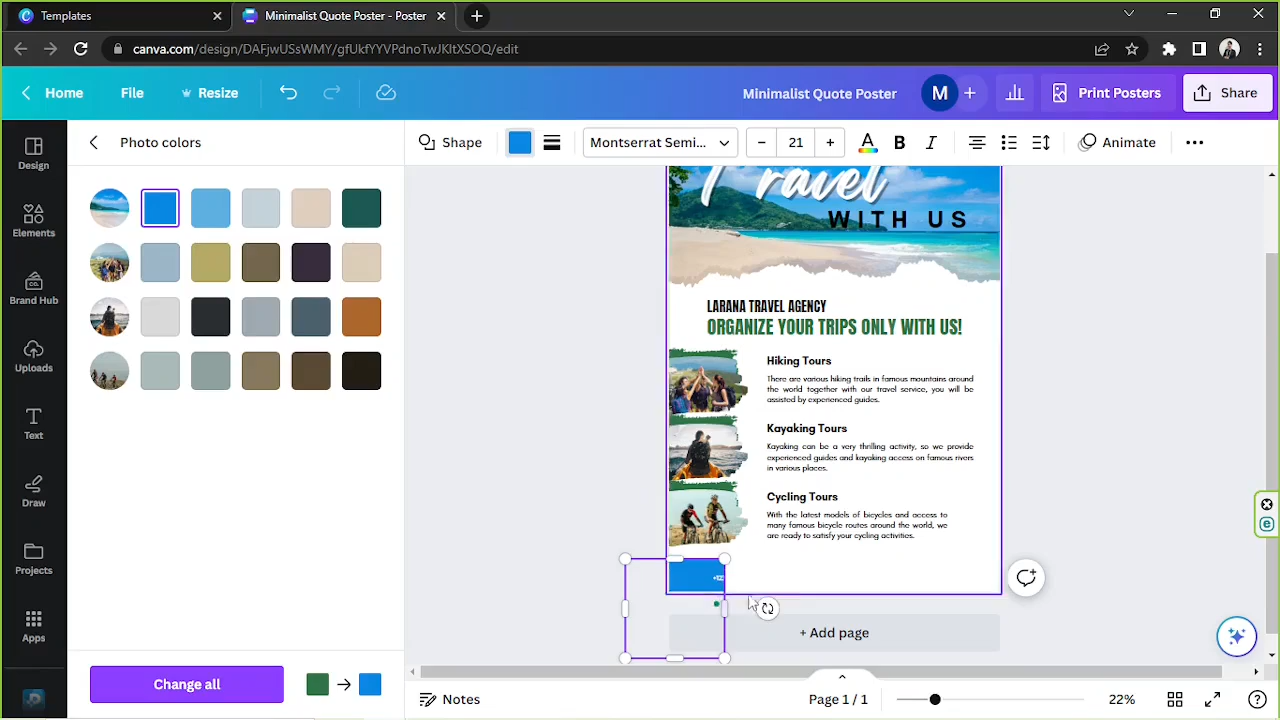 Templates
Minimalist Quote Poster - Poster
canva.com/design/DAFjwUSsWMY/gfUkfYYVPdnoTwJKltXSOQ/edit
Home
File
Resize
Minimalist Quote Poster
M
Print Posters
Share
Photo colors
Shape
Montserrat Semi...
21
A
B
I
Animate
Design
Elements
Brand Hub
Uploads
Text
Draw
Projects
Apps
Travel
WITH US
LARANA TRAVEL AGENCY
ORGANIZE YOUR TRIPS ONLY WITH US!
Hiking Tours
There are various hiking trails in famous mountains around
the world together with our travel service, you will be
assisted by experienced guides.
Kayaking Tours
Kayaking can be a very thrilling activity, so we provide
experienced guides and kayaking access on famous rivers
in various places.
Cycling Tours
With the latest models of bicycles and access to
many famous bicycle routes around the world, we
are ready to satisfy your cycling activities.
+ Add page
Change all
Notes
Page 1 / 1
22%